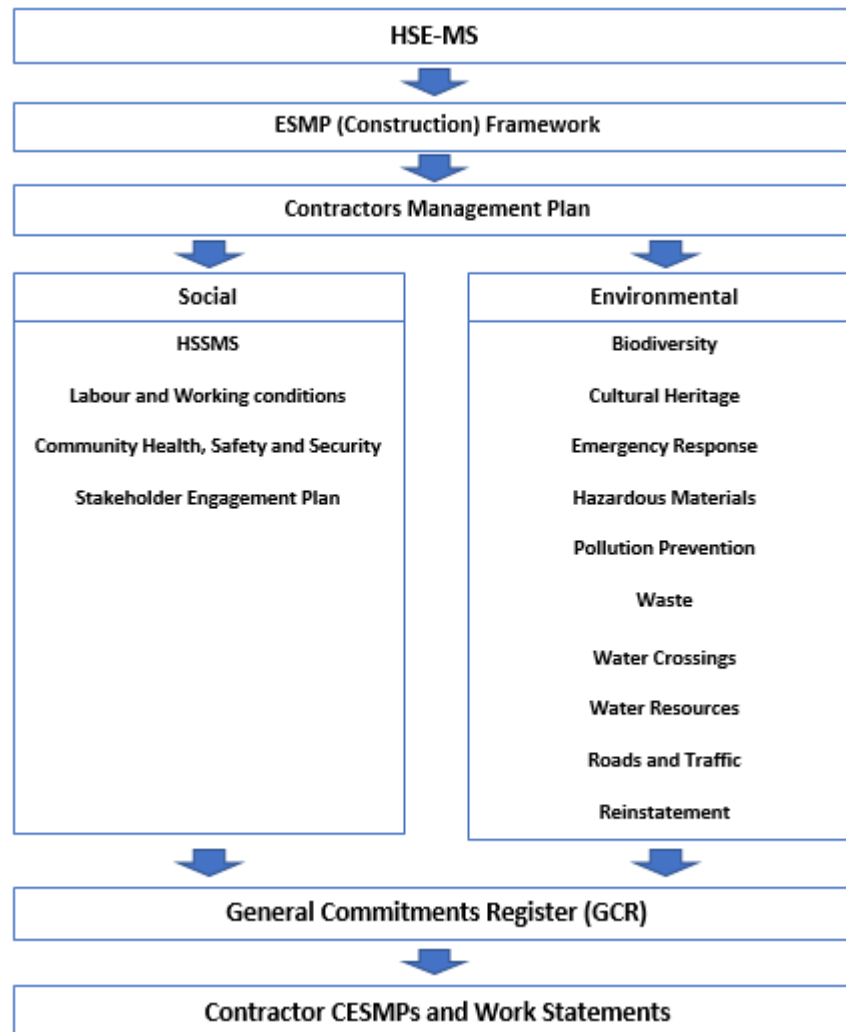 HSE-MS
ESMP (Construction) Framework
Contractors Management Plan
Social
HSSMS
Labour and Working conditions
Community Health, Safety and Security
Stakeholder Engagement Plan
Environmental
Biodiversity
Cultural Heritage
Emergency Response
Hazardous Materials
Pollution Prevention
Waste
Water Crossings
Water Resources
Roads and Traffic
Reinstatement
General Commitments Register (GCR)
Contractor CESMPs and Work Statements